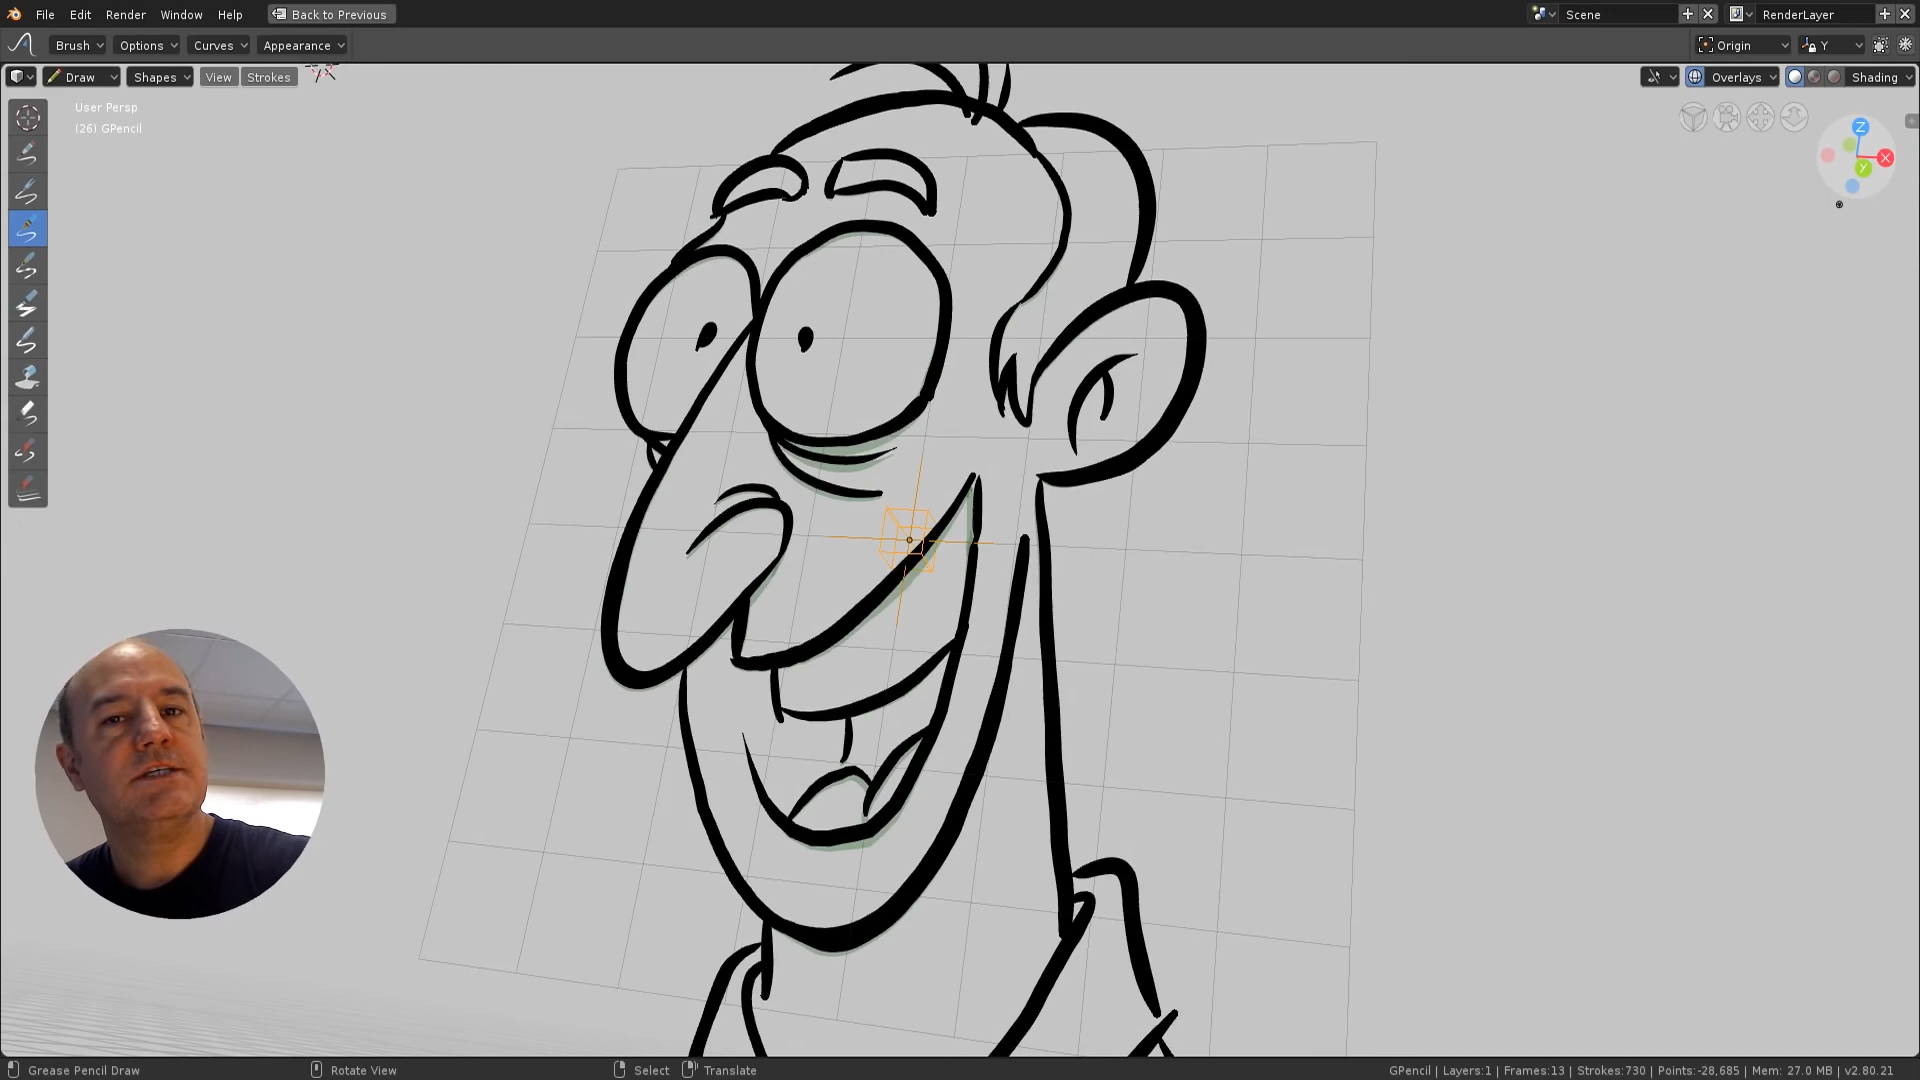 File Edit Render Window Help Back to Previous Scene RenderLayer
Brush Options Curves Appearance Origin Y
Draw Shapes View Strokes Overlays Shading
User Persp
(26) GPencil
Z
X
Y
Grease Pencil Draw Rotate View Select Translate GPencil | Layers:1 | Frames:13 | Strokes:730 | Points:-28,685 | Mem: 27.0 MB | v2.80.21